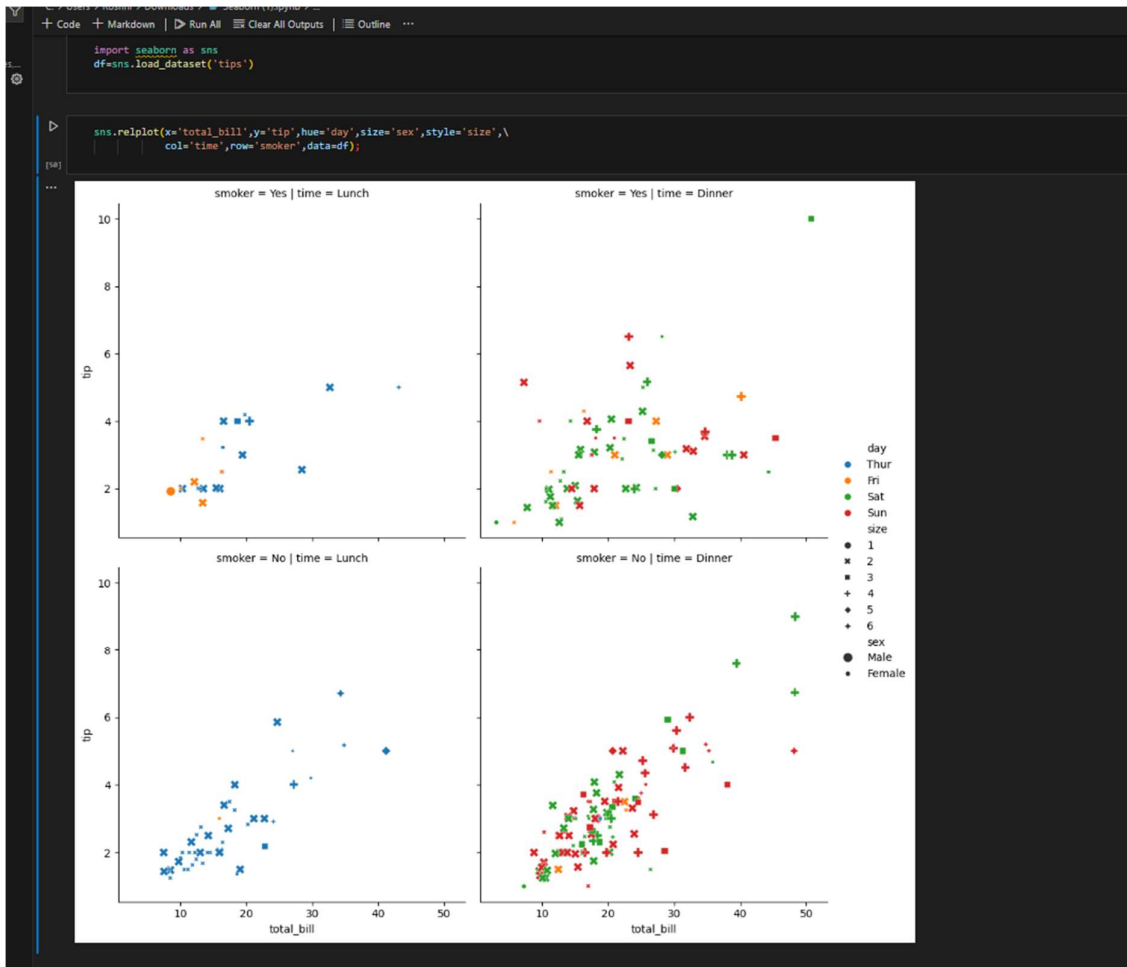 + Code + Markdown | Run All Clear All Outputs | Outline ...
import seaborn as sns
df=sns.load_dataset('tips')
sns.relplot(x='total_bill',y='tip',hue='day',size='sex',style='size',\
col='time',row='smoker',data=df);
[50]
smoker = Yes | time = Lunch
smoker = Yes | time = Dinner
10
8
6
4
2
tip
day
Thur
Fri
Sat
Sun
size
1
2
3
4
5
6
sex
Male
Female
smoker = No | time = Lunch
smoker = No | time = Dinner
10
8
6
4
2
tip
10 20 30 40 50
total_bill
10 20 30 40 50
total_bill